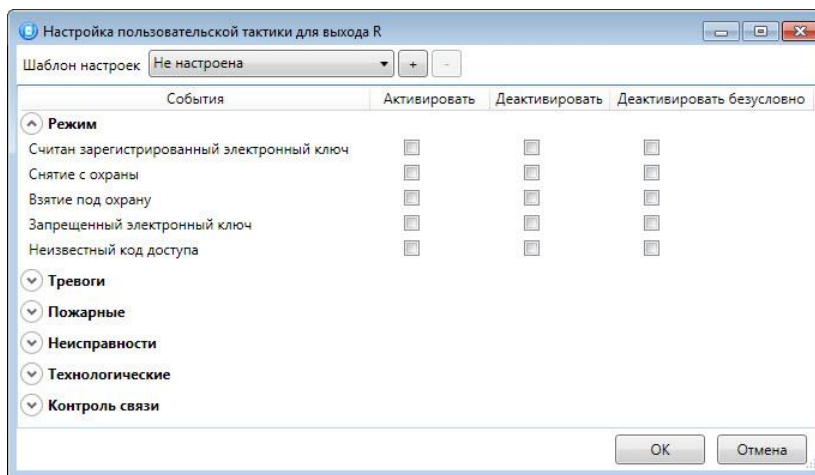 Настройка пользовательской тактики для выхода R
Шаблон настроек Не настроена + -
События Активировать Деактивировать Деактивировать безусловно
Режим
Считан зарегистрированный электронный ключ
Снятие с охраны
Взятие под охрану
Запрещенный электронный ключ
Неизвестный код доступа
Тревоги
Пожарные
Неисправности
Технологические
Контроль связи
OK Отмена